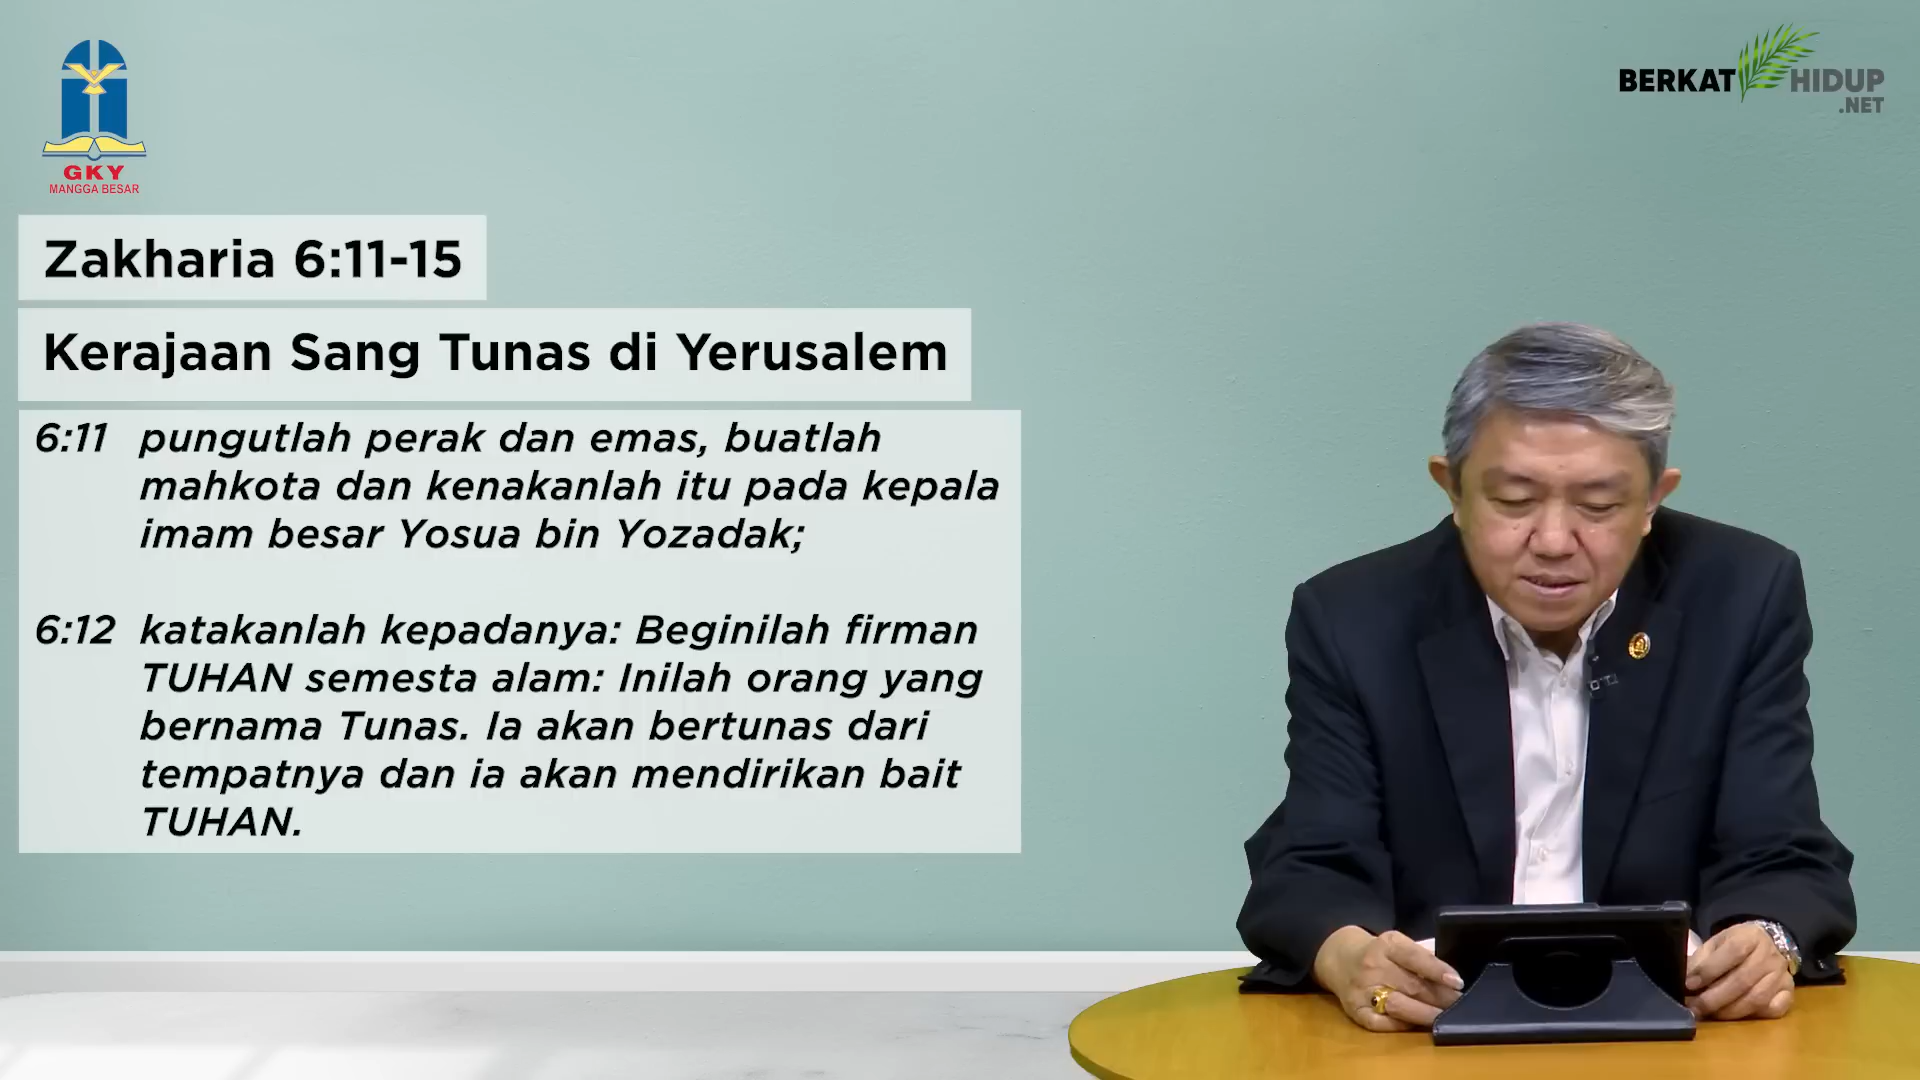 GKY
MANGGA BESAR
BERKAT HIDUP
.NET
Zakharia 6:11-15
Kerajaan Sang Tunas di Yerusalem
6:11 pungutlah perak dan emas, buatlah
mahkota dan kenakanlah itu pada kepala
imam besar Yosua bin Yozadak;
6:12 katakanlah kepadanya: Beginilah firman
TUHAN semesta alam: Inilah orang yang
bernama Tunas. Ia akan bertunas dari
tempatnya dan ia akan mendirikan bait
TUHAN.